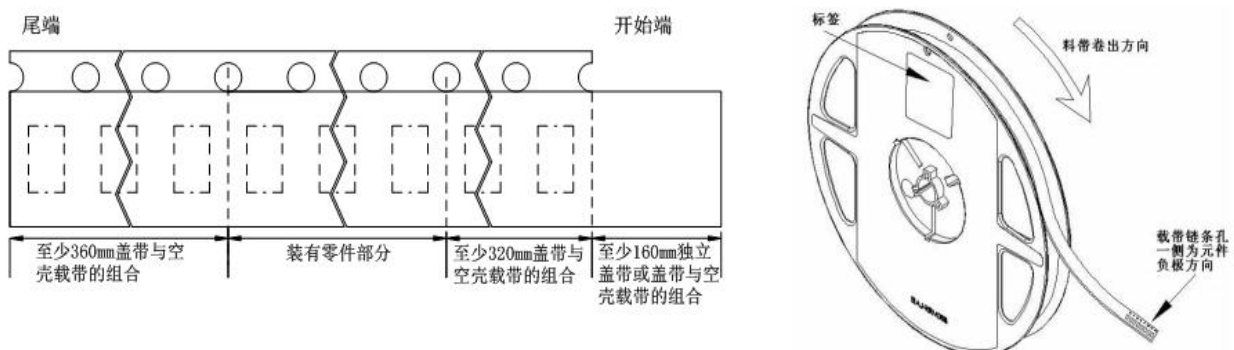 尾端
开始端
至少360mm盖带与空
壳载带的组合
装有零件部分
至少320mm盖带与
空壳载带的组合
至少160mm独立
盖带或盖带与空
壳载带的组合
标签
料带卷出方向
载带链条孔
一侧为元件
负极方向